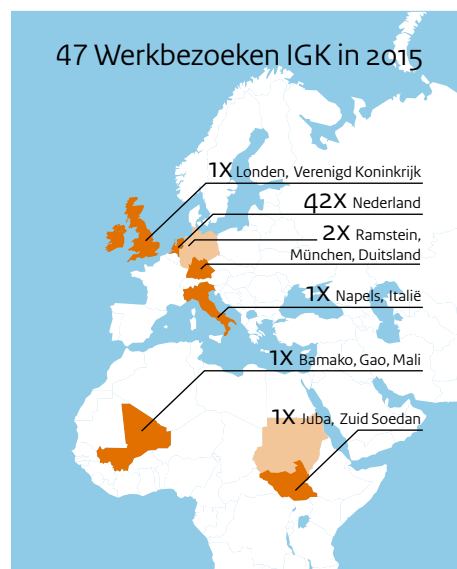 47 Werkbezoeken IGK in 2015
1X Londen, Verenigd Koninkrijk
42X Nederland
2X Ramstein,
München, Duitsland
1X Napels, Italië
1X Bamako, Gao, Mali
1X Juba, Zuid Soedan